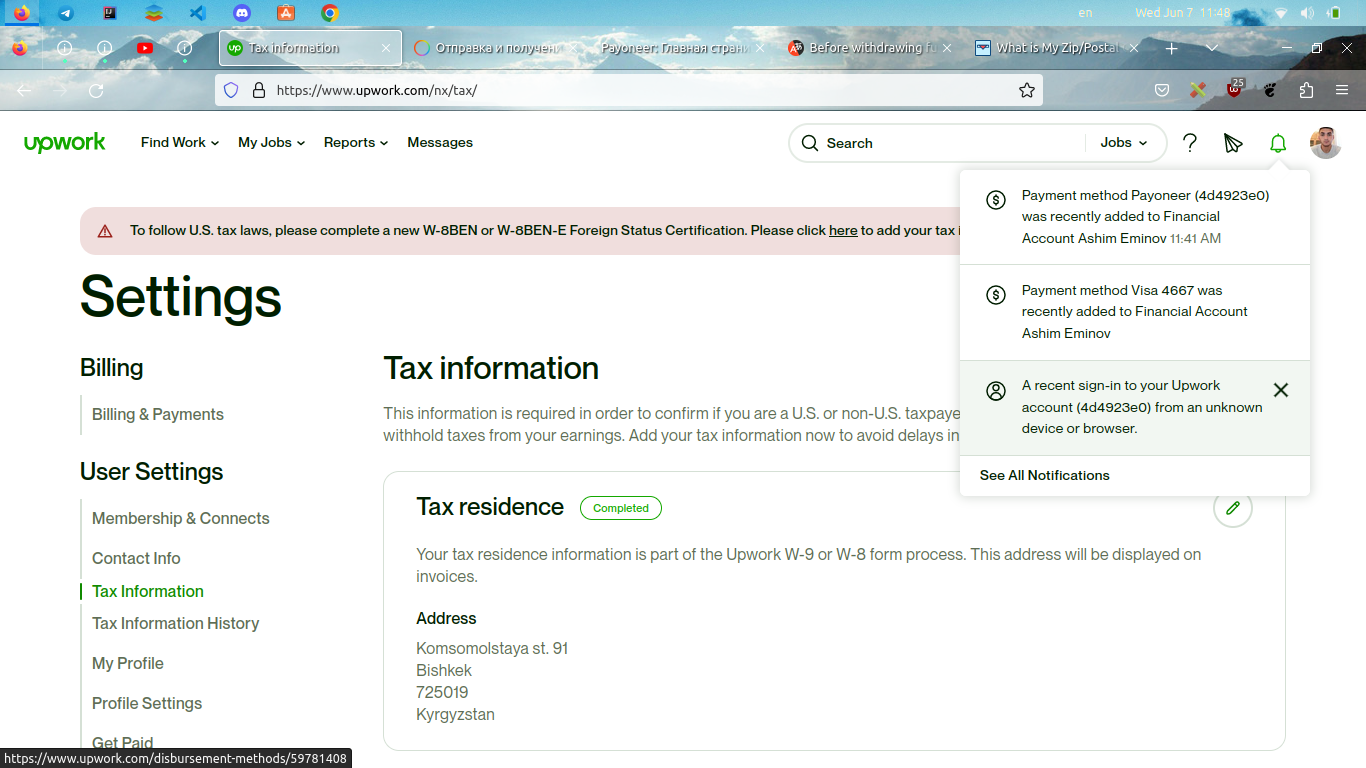 en
Wed Jun 7 11:48
Tax information
Отправка и получени
Payoneer: Главная стран
Before withdrawing fu
What is My Zip/Postal
https://www.upwork.com/nx/tax/
25
upwork
Find Work
My Jobs
Reports
Messages
Search
Jobs
To follow U.S. tax laws, please complete a new W-8BEN or W-8BEN-E Foreign Status Certification. Please click here to add your tax i
Payment method Payoneer (4d4923e0)
was recently added to Financial
Account Ashim Eminov 11:41 AM
Payment method Visa 4667 was
recently added to Financial Account
Ashim Eminov
A recent sign-in to your Upwork
account (4d4923e0) from an unknown
device or browser.
See All Notifications
Settings
Billing
Billing & Payments
User Settings
Membership & Connects
Contact Info
Tax Information
Tax Information History
My Profile
Profile Settings
Get Paid
Tax information
This information is required in order to confirm if you are a U.S. or non-U.S. taxpaye
withhold taxes from your earnings. Add your tax information now to avoid delays in
Tax residence
Completed
Your tax residence information is part of the Upwork W-9 or W-8 form process. This address will be displayed on
invoices.
Address
Komsomolstaya st. 91
Bishkek
725019
Kyrgyzstan
https://www.upwork.com/disbursement-methods/59781408